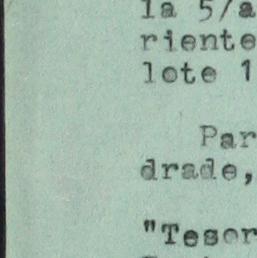 la 5/a
riente
lote 1
Par
drade,
"Tesor